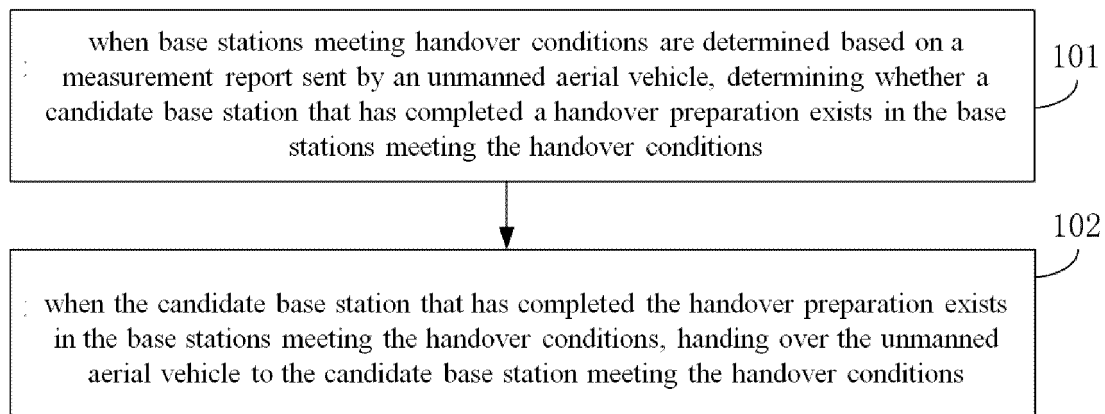 when base stations meeting handover conditions are determined based on a
measurement report sent by an unmanned aerial vehicle, determining whether a
candidate base station that has completed a handover preparation exists in the base
stations meeting the handover conditions
101
when the candidate base station that has completed the handover preparation exists
in the base stations meeting the handover conditions, handing over the unmanned
aerial vehicle to the candidate base station meeting the handover conditions
102